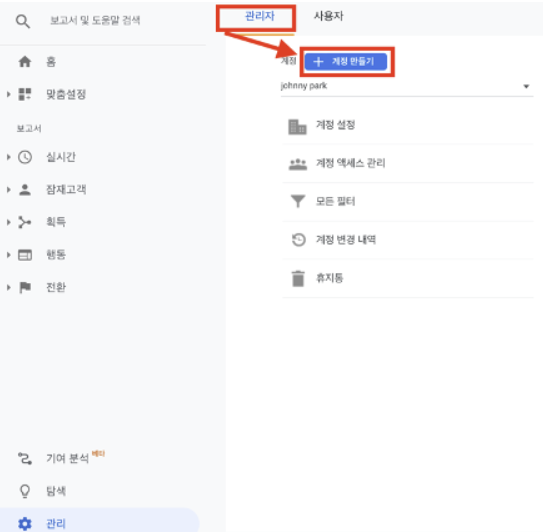 보고서 및 도움말 검색
홈
맞춤설정
보고서
실시간
잠재고객
획득
행동
전환
기여 분석 베타
탐색
관리
관리자 사용자
계정 + 계정 만들기
johnny park
계정 설정
계정 액세스 관리
모든 필터
계정 변경 내역
휴지통